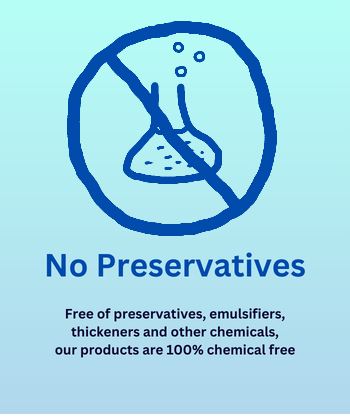 No Preservatives
Free of preservatives, emulsifiers,
thickeners and other chemicals,
our products are 100% chemical free